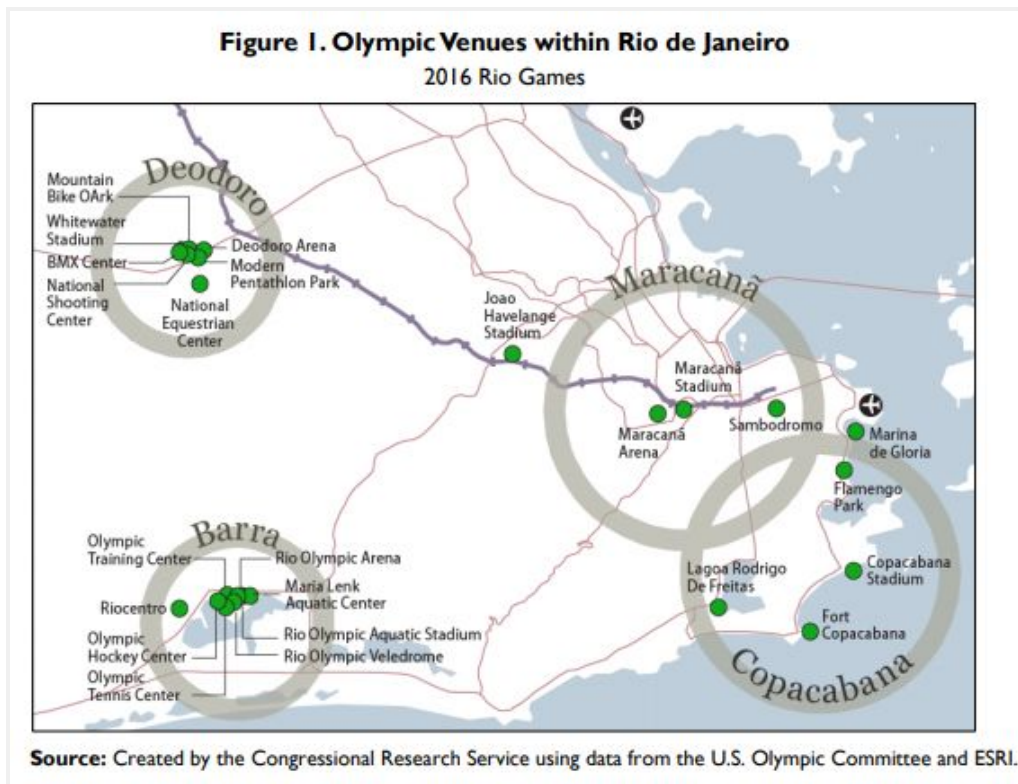 Figure 1. Olympic Venues within Rio de Janeiro
2016 Rio Games
Deodoro
Mountain
Bike OArk
Whitewater
Stadium
BMX Center
National
Shooting
Center
Deodoro Arena
Modern
Pentathlon Park
National
Equestrian
Center
Joao
Havelange
Stadium
Maracanã
Maracanã
Stadium
Maracanã
Arena
Sambodromo
Marina
de Gloria
Flamengo
Park
Barra
Olympic
Training Center
Rio Olympic Arena
Maria Lenk
Aquatic Center
Riocentro
Olympic
Hockey Center
Rio Olympic Aquatic Stadium
Rio Olympic Veledrome
Olympic
Tennis Center
Lagoa Rodrigo
De Freitas
Copacabana
Stadium
Fort
Copacabana
Copacabana
Source: Created by the Congressional Research Service using data from the U.S. Olympic Committee and ESRI.